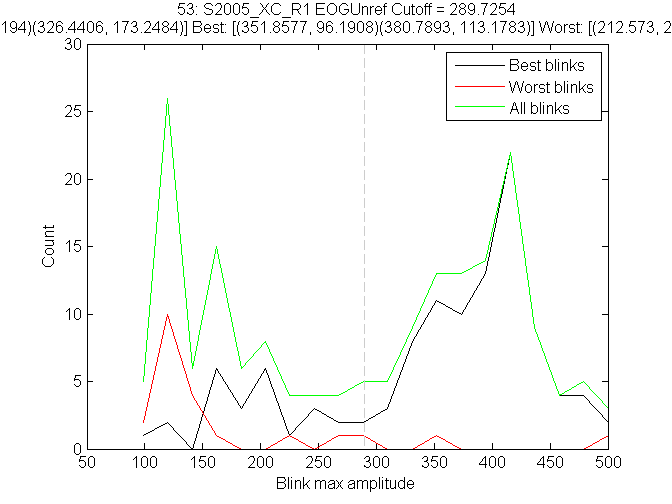 53: S2005_XC_R1 EOGUnref Cutoff = 289.7254
194)(326.4406, 173.2484)] Best: [(351.8577, 96.1908)(380.7893, 113.1783)] Worst: [(212.573, 2
Best blinks
Worst blinks
All blinks
30
25
20
15
10
5
0
Count
50
100
150
200
250
300
350
400
450
500
Blink max amplitude